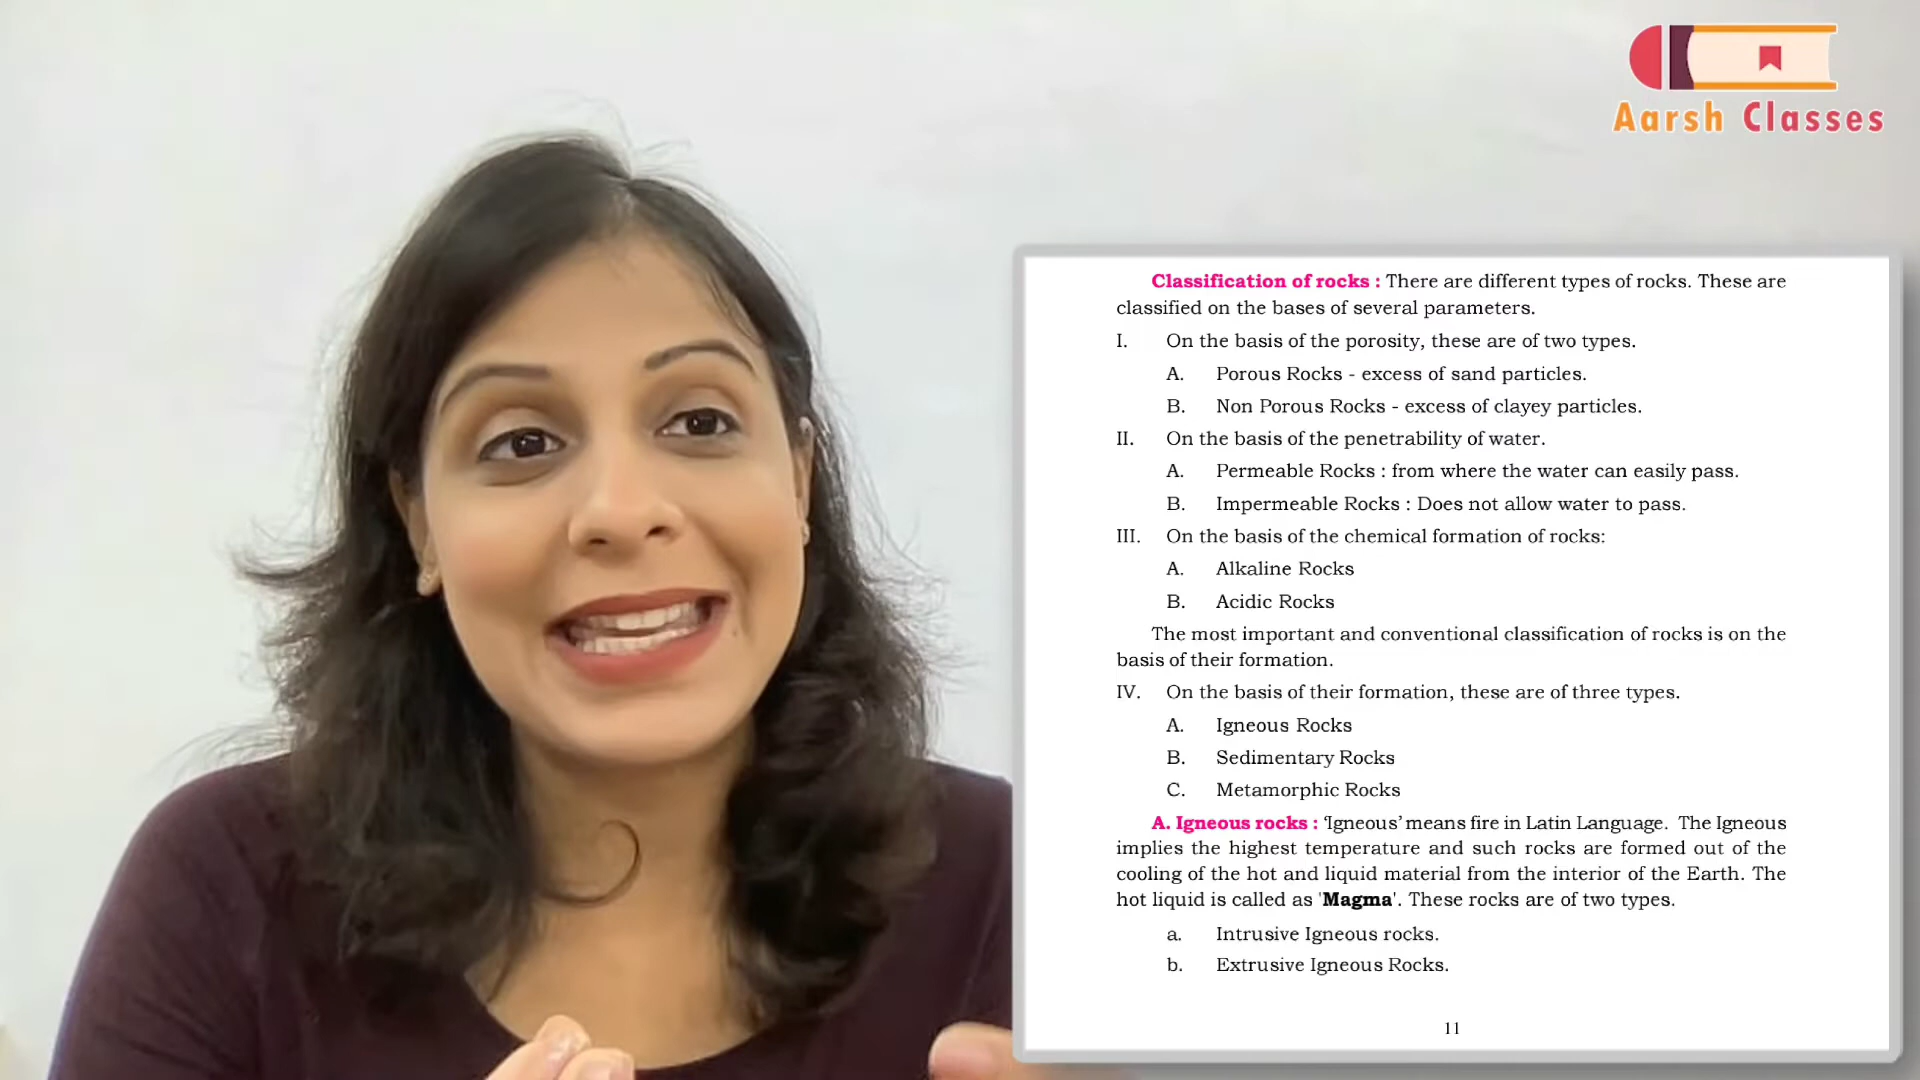 Aarsh Classes
Classification of rocks : There are different types of rocks. These are
classified on the bases of several parameters.
I. On the basis of the porosity, these are of two types.
A. Porous Rocks - excess of sand particles.
B. Non Porous Rocks - excess of clayey particles.
II. On the basis of the penetrability of water.
A. Permeable Rocks : from where the water can easily pass.
B. Impermeable Rocks : Does not allow water to pass.
III. On the basis of the chemical formation of rocks:
A. Alkaline Rocks
B. Acidic Rocks
The most important and conventional classification of rocks is on the
basis of their formation.
IV. On the basis of their formation, these are of three types.
A. Igneous Rocks
B. Sedimentary Rocks
C. Metamorphic Rocks
A. Igneous rocks : 'Igneous' means fire in Latin Language. The Igneous
implies the highest temperature and such rocks are formed out of the
cooling of the hot and liquid material from the interior of the Earth. The
hot liquid is called as 'Magma'. These rocks are of two types.
a. Intrusive Igneous rocks.
b. Extrusive Igneous Rocks.
11